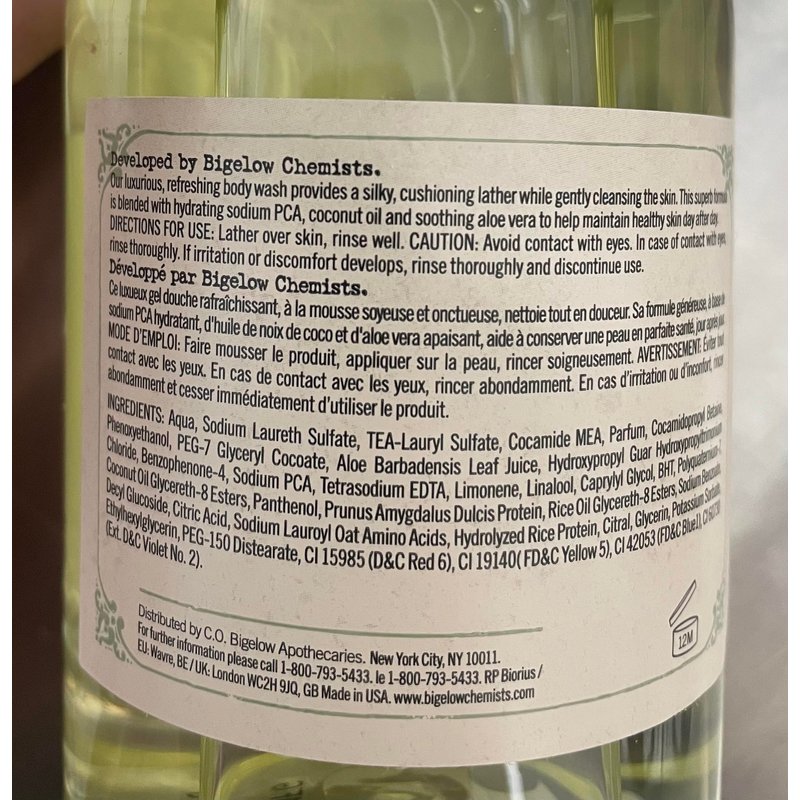 Developed by Bigelow Chemists.
Our luxurious, refreshing body wash provides a silky, cushioning lather while gently cleansing the skin. This superb formula
is blended with hydrating sodium PCA, coconut oil and soothing aloe vera to help maintain healthy skin day after day.
DIRECTIONS FOR USE: Lather over skin, rinse well. CAUTION: Avoid contact with eyes. In case of contact with eyes,
rinse thoroughly. If irritation or discomfort develops, rinse thoroughly and discontinue use.
Développé par Bigelow Chemists.
Ce luxueux gel douche rafraîchissant, à la mousse soyeuse et onctueuse, nettoie tout en douceur. Sa formule généreuse, à base de
sodium PCA hydratant, d'huile de noix de coco et d'aloe vera apaisant, aide à conserver une peau en parfaite santé, jour après jour.
MODE D'EMPLOI: Faire mousser le produit, appliquer sur la peau, rincer soigneusement. AVERTISSEMENT: Éviter tout
contact avec les yeux. En cas de contact avec les yeux, rincer abondamment. En cas d'irritation ou d'inconfort, rincer
abondamment et cesser immédiatement d'utiliser le produit.
INGREDIENTS: Aqua, Sodium Laureth Sulfate, TEA-Lauryl Sulfate, Cocamide MEA, Parfum, Cocamidopropyl Betaine,
Phenoxyethanol, PEG-7 Glyceryl Cocoate, Aloe Barbadensis Leaf Juice, Hydroxypropyl Guar Hydroxypropyltrimonium
Chloride, Benzophenone-4, Sodium PCA, Tetrasodium EDTA, Limonene, Linalool, Caprylyl Glycol, BHT, Polyquaternium-7,
Coconut Oil Glycereth-8 Esters, Panthenol, Prunus Amygdalus Dulcis Protein, Rice Oil Glycereth-8 Esters, Sodium Benzoate,
Decyl Glucoside, Citric Acid, Sodium Lauroyl Oat Amino Acids, Hydrolyzed Rice Protein, Citral, Glycerin, Potassium Sorbate,
Ethylhexylglycerin, PEG-150 Distearate, CI 15985 (D&C Red 6), CI 19140( FD&C Yellow 5), CI 42053 (FD&C Blue1), CI 60730
(Ext. D&C Violet No. 2).
Distributed by C.O. Bigelow Apothecaries. New York City, NY 10011.
For further information please call 1-800-793-5433. le 1-800-793-5433. RP Biorius /
EU: Wavre, BE / UK: London WC2H 9JQ, GB Made in USA. www.bigelowchemists.com
12M